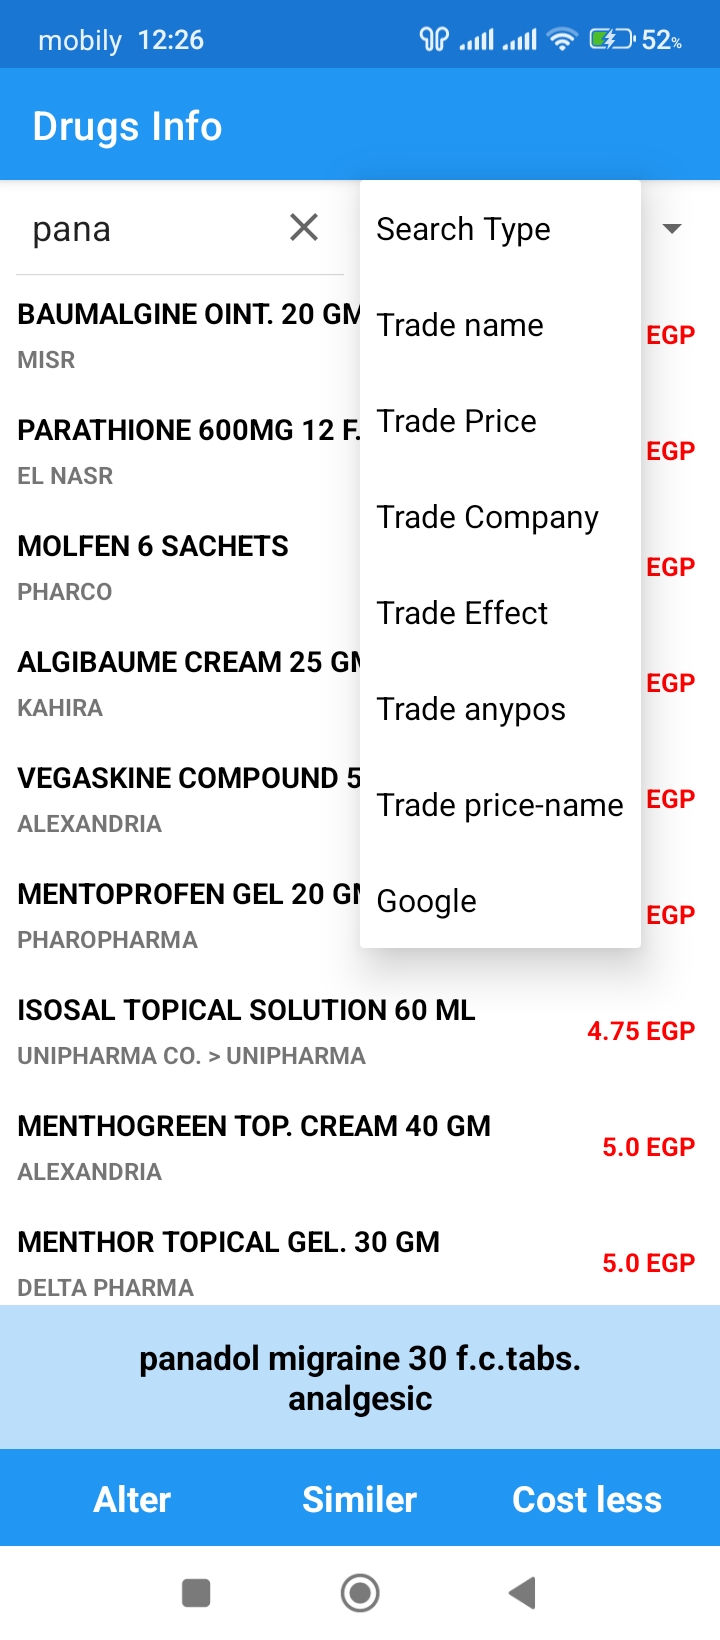 mobily 12:26 52%
Drugs Info
pana
Search Type
Trade name
Trade Price
Trade Company
Trade Effect
Trade anypos
Trade price-name
Google
BAUMALGINE OINT. 20 GM
MISR
EGP
PARATHIONE 600MG 12 F.
EL NASR
EGP
MOLFEN 6 SACHETS
PHARCO
EGP
ALGIBAUME CREAM 25 GM
KAHIRA
EGP
VEGASKINE COMPOUND 5
ALEXANDRIA
EGP
MENTOPROFEN GEL 20 GM
PHAROPHARMA
EGP
ISOSAL TOPICAL SOLUTION 60 ML
UNIPHARMA CO. > UNIPHARMA
4.75 EGP
MENTHOGREEN TOP. CREAM 40 GM
ALEXANDRIA
5.0 EGP
MENTHOR TOPICAL GEL. 30 GM
DELTA PHARMA
5.0 EGP
panadol migraine 30 f.c.tabs.
analgesic
Alter Similer Cost less